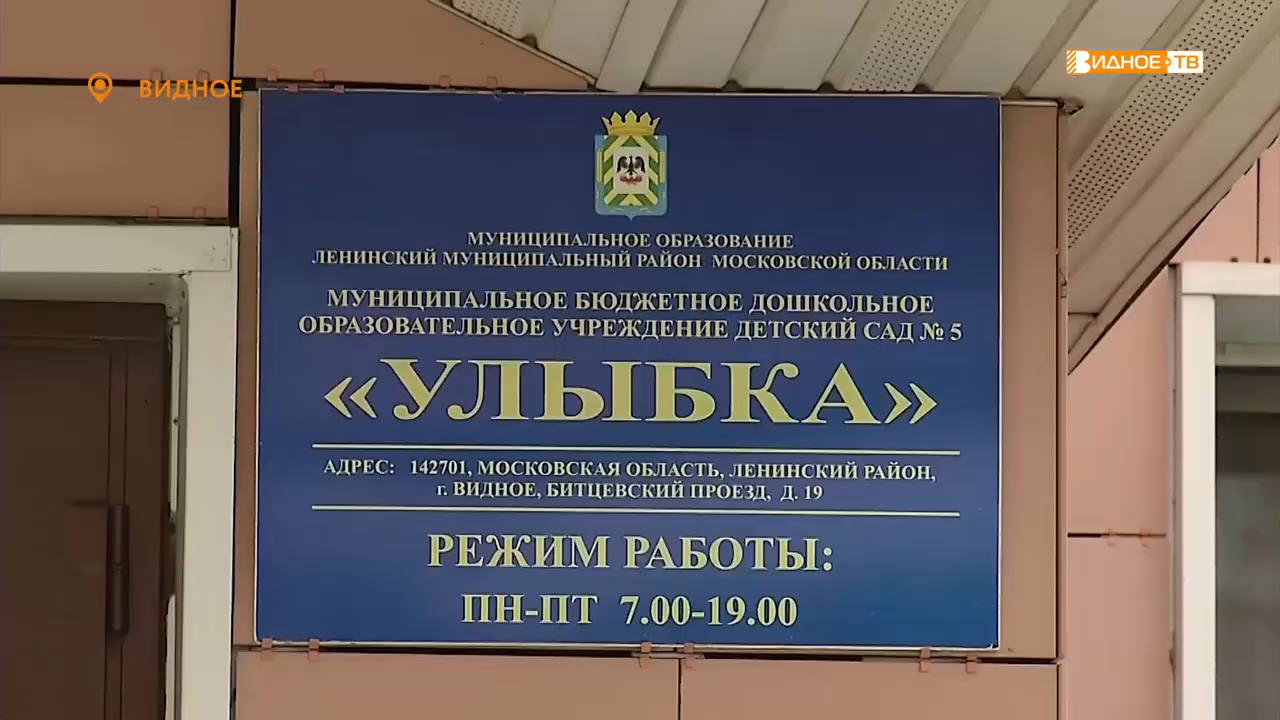 ВИДНОЕ
ВИДНОЕ ТВ
МУНИЦИПАЛЬНОЕ ОБРАЗОВАНИЕ
ЛЕНИНСКИЙ МУНИЦИПАЛЬНЫЙ РАЙОН МОСКОВСКОЙ ОБЛАСТИ
МУНИЦИПАЛЬНОЕ БЮДЖЕТНОЕ ДОШКОЛЬНОЕ
ОБРАЗОВАТЕЛЬНОЕ УЧРЕЖДЕНИЕ ДЕТСКИЙ САД № 5
«УЛЫБКА»
АДРЕС: 142701, МОСКОВСКАЯ ОБЛАСТЬ, ЛЕНИНСКИЙ РАЙОН,
г. ВИДНОЕ, БИТЦЕВСКИЙ ПРОЕЗД, Д. 19
РЕЖИМ РАБОТЫ:
ПН-ПТ 7.00-19.00